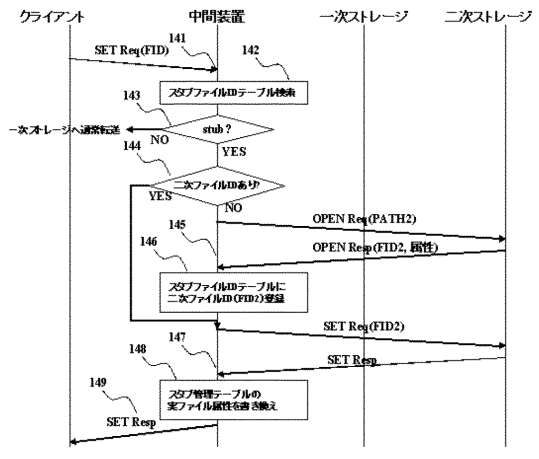 クライアント
中間装置
一次ストレージ
二次ストレージ
141
142
SET Req(FID)
スタブファイルIDテーブル検索
143
stub?
一次ストレージへ通常転送
NO
YES
144
二次ファイルIDあり?
YES
NO
OPEN Req(PATH2)
145
OPEN Resp(FID2, 属性)
146
スタブファイルIDテーブルに
二次ファイルID(FID2)登録
SET Req(FID2)
147
SET Resp
148
スタブ管理テーブルの
実ファイル属性を書き換え
149
SET Resp